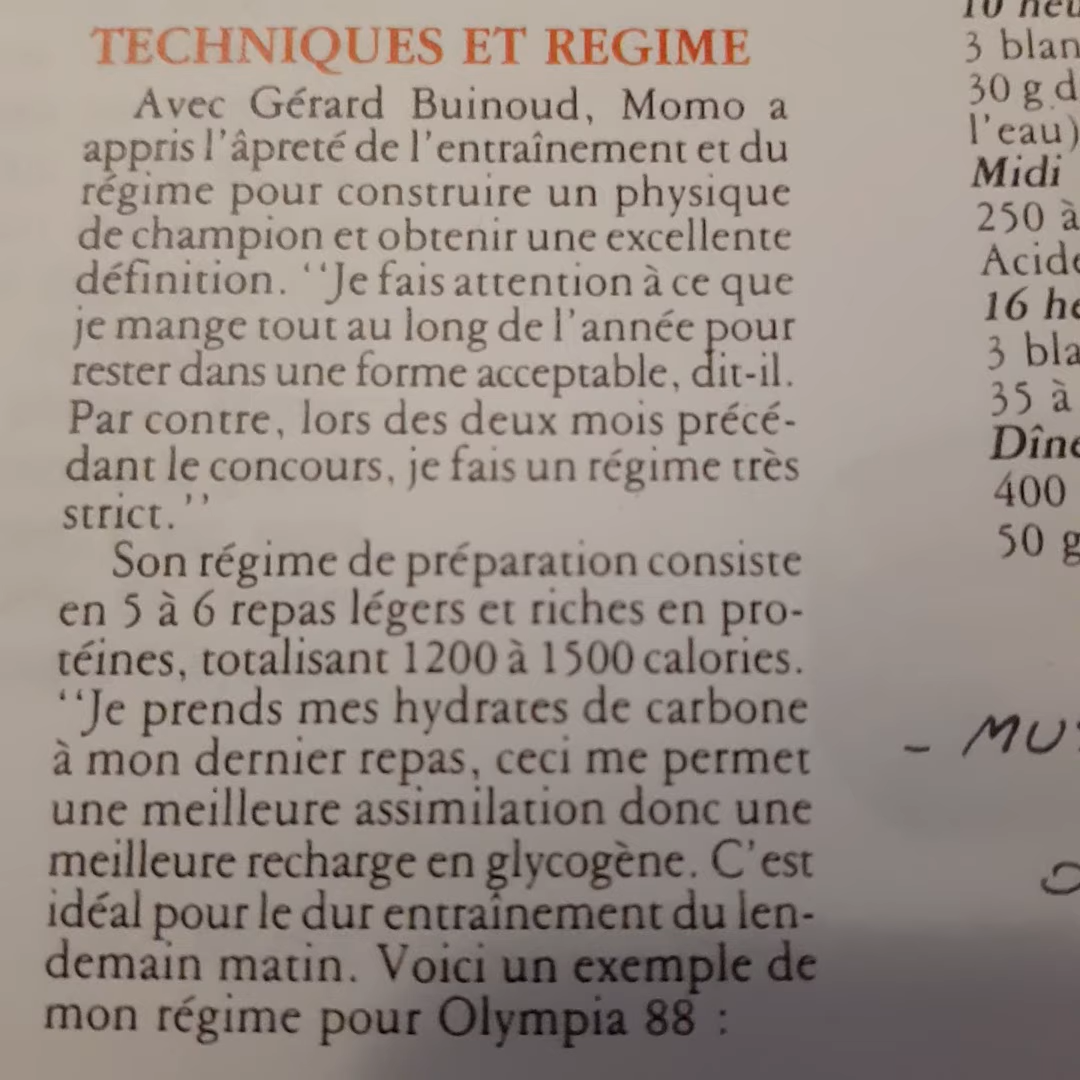 TECHNIQUES ET REGIME
Avec Gérard Buinoud, Momo a
appris l'âpreté de l'entraînement et du
régime pour construire un physique
de champion et obtenir une excellente
définition. ‘‘Je fais attention à ce que
je mange tout au long de l'année pour
rester dans une forme acceptable, dit-il.
Par contre, lors des deux mois précé-
dant le concours, je fais un régime très
strict.’’
Son régime de préparation consiste
en 5 à 6 repas légers et riches en pro-
téines, totalisant 1200 à 1500 calories.
‘‘Je prends mes hydrates de carbone
à mon dernier repas, ceci me permet
une meilleure assimilation donc une
meilleure recharge en glycogène. C'est
idéal pour le dur entraînement du len-
demain matin. Voici un exemple de
mon régime pour Olympia 88 :
10
3
30 g
l'eau)
Midi
250 à
16
3
35 à
400
50 g